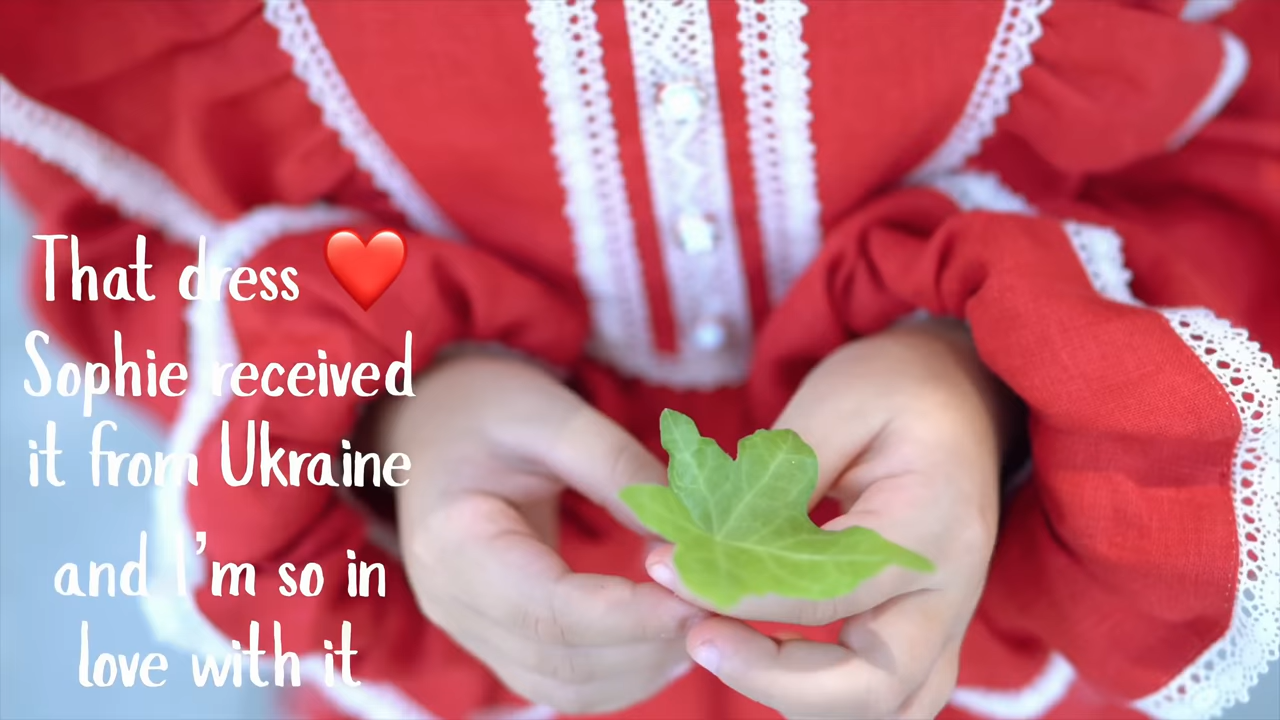 That dress ❤️
Sophie received
it from Ukraine
and I'm so in
love with it